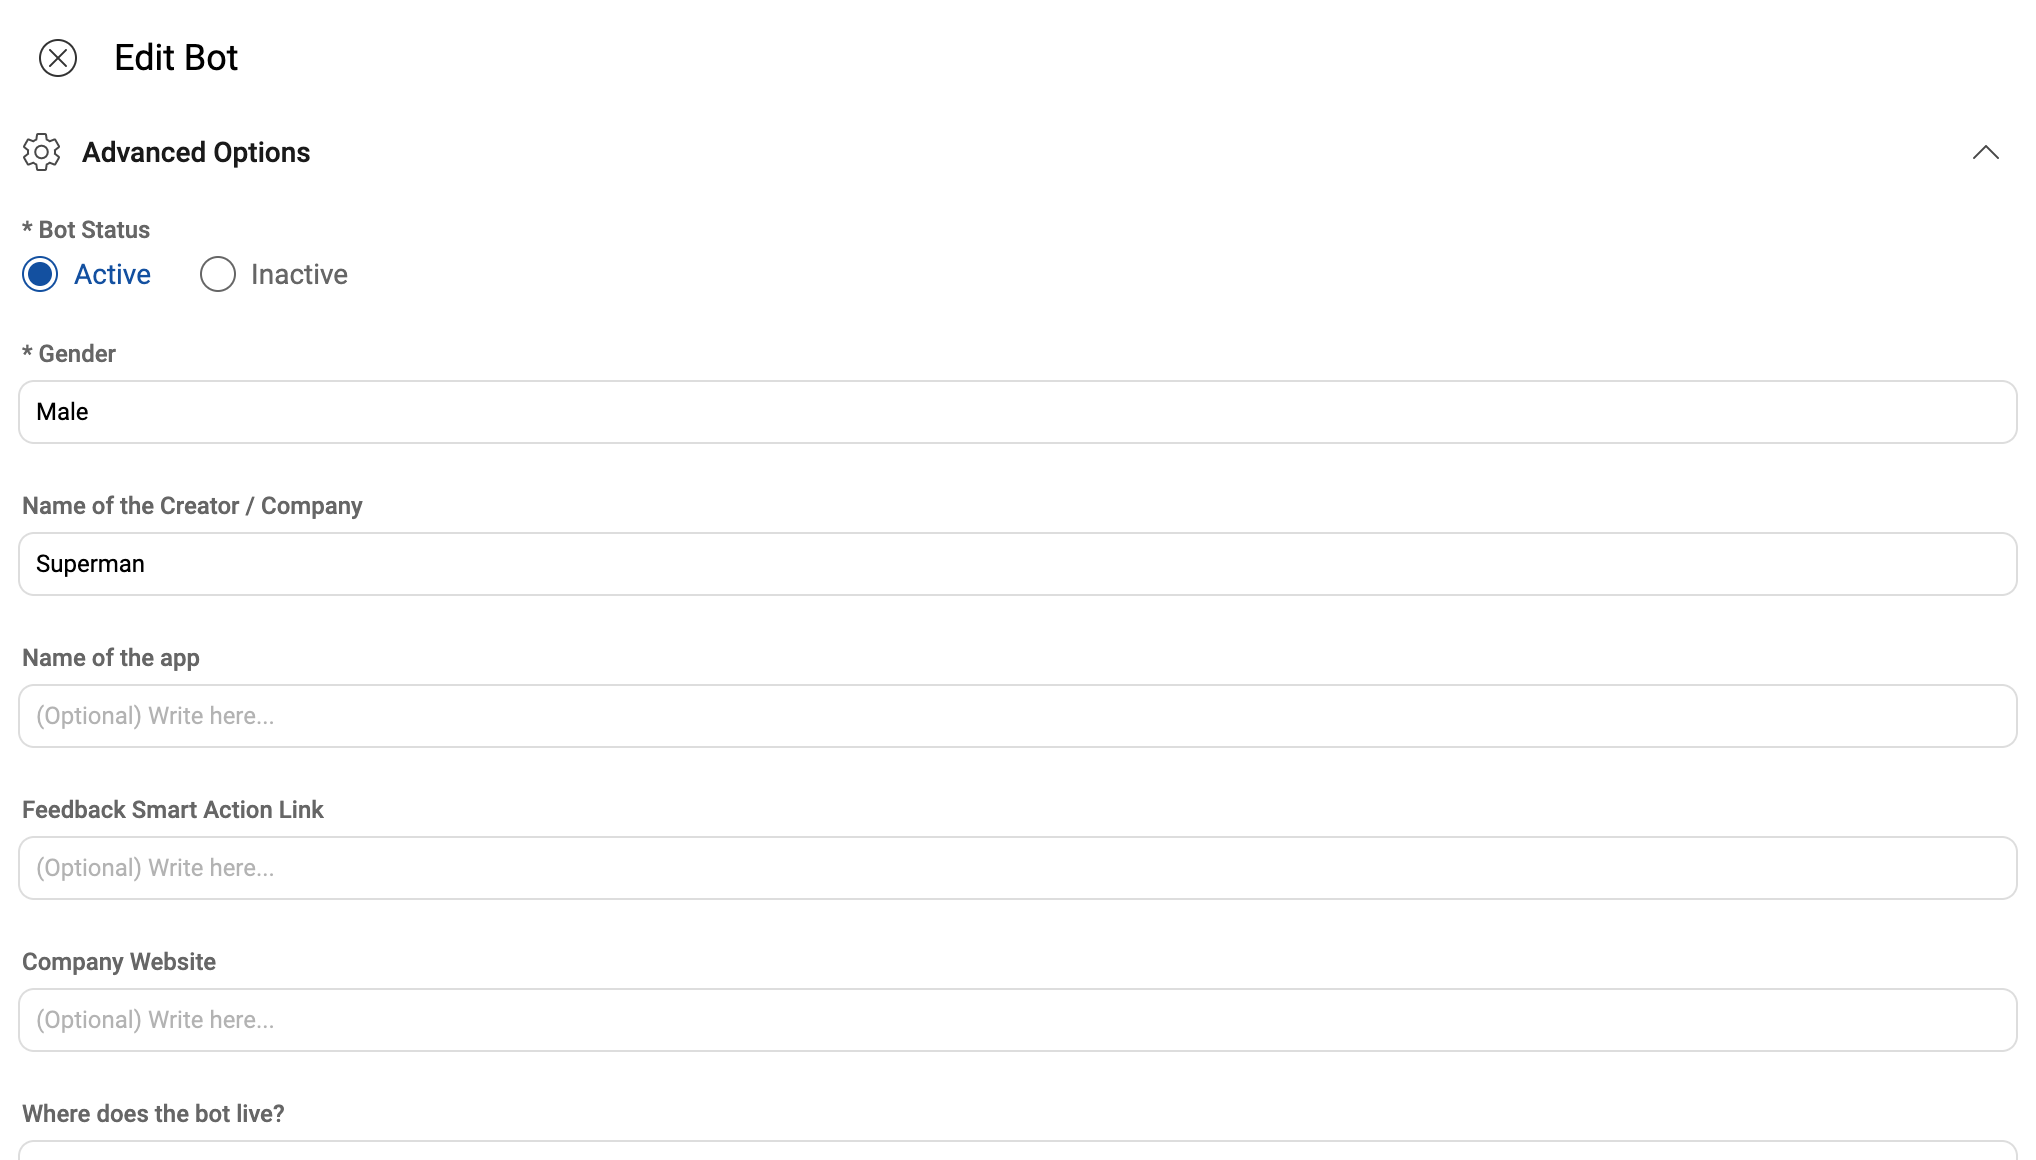 Edit Bot
Advanced Options
* Bot Status
Active Inactive
* Gender
Male
Name of the Creator / Company
Superman
Name of the app
(Optional) Write here...
Feedback Smart Action Link
(Optional) Write here...
Company Website
(Optional) Write here...
Where does the bot live?